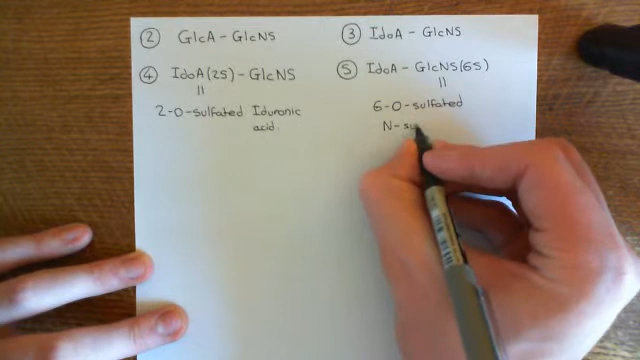 ② GlcA - GlcNS
③ IdoA - GlcNS
④ IdoA(2S) - GlcNS
=
2-O-sulfated Iduronic
acid.
⑤ IdoA - GlcNS(6S)
=
6-O-sulfated
N-su